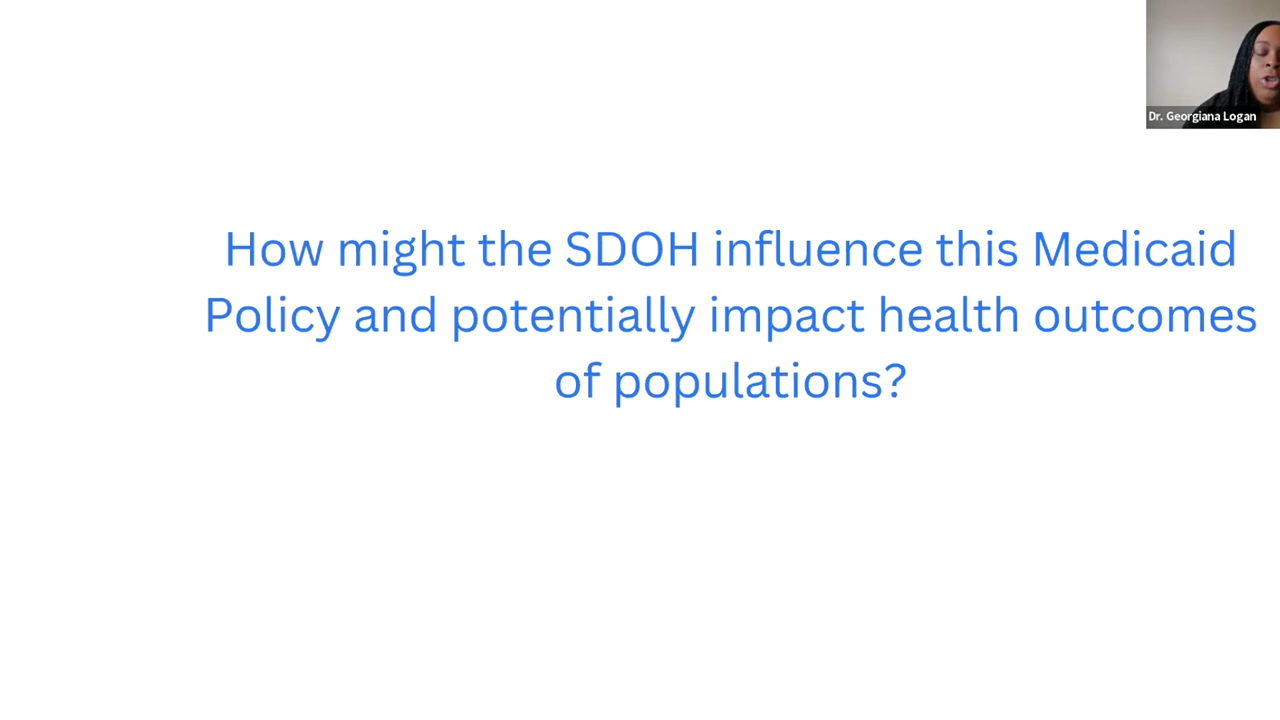 Dr. Georgiana Logan
How might the SDOH influence this Medicaid
Policy and potentially impact health outcomes
of populations?